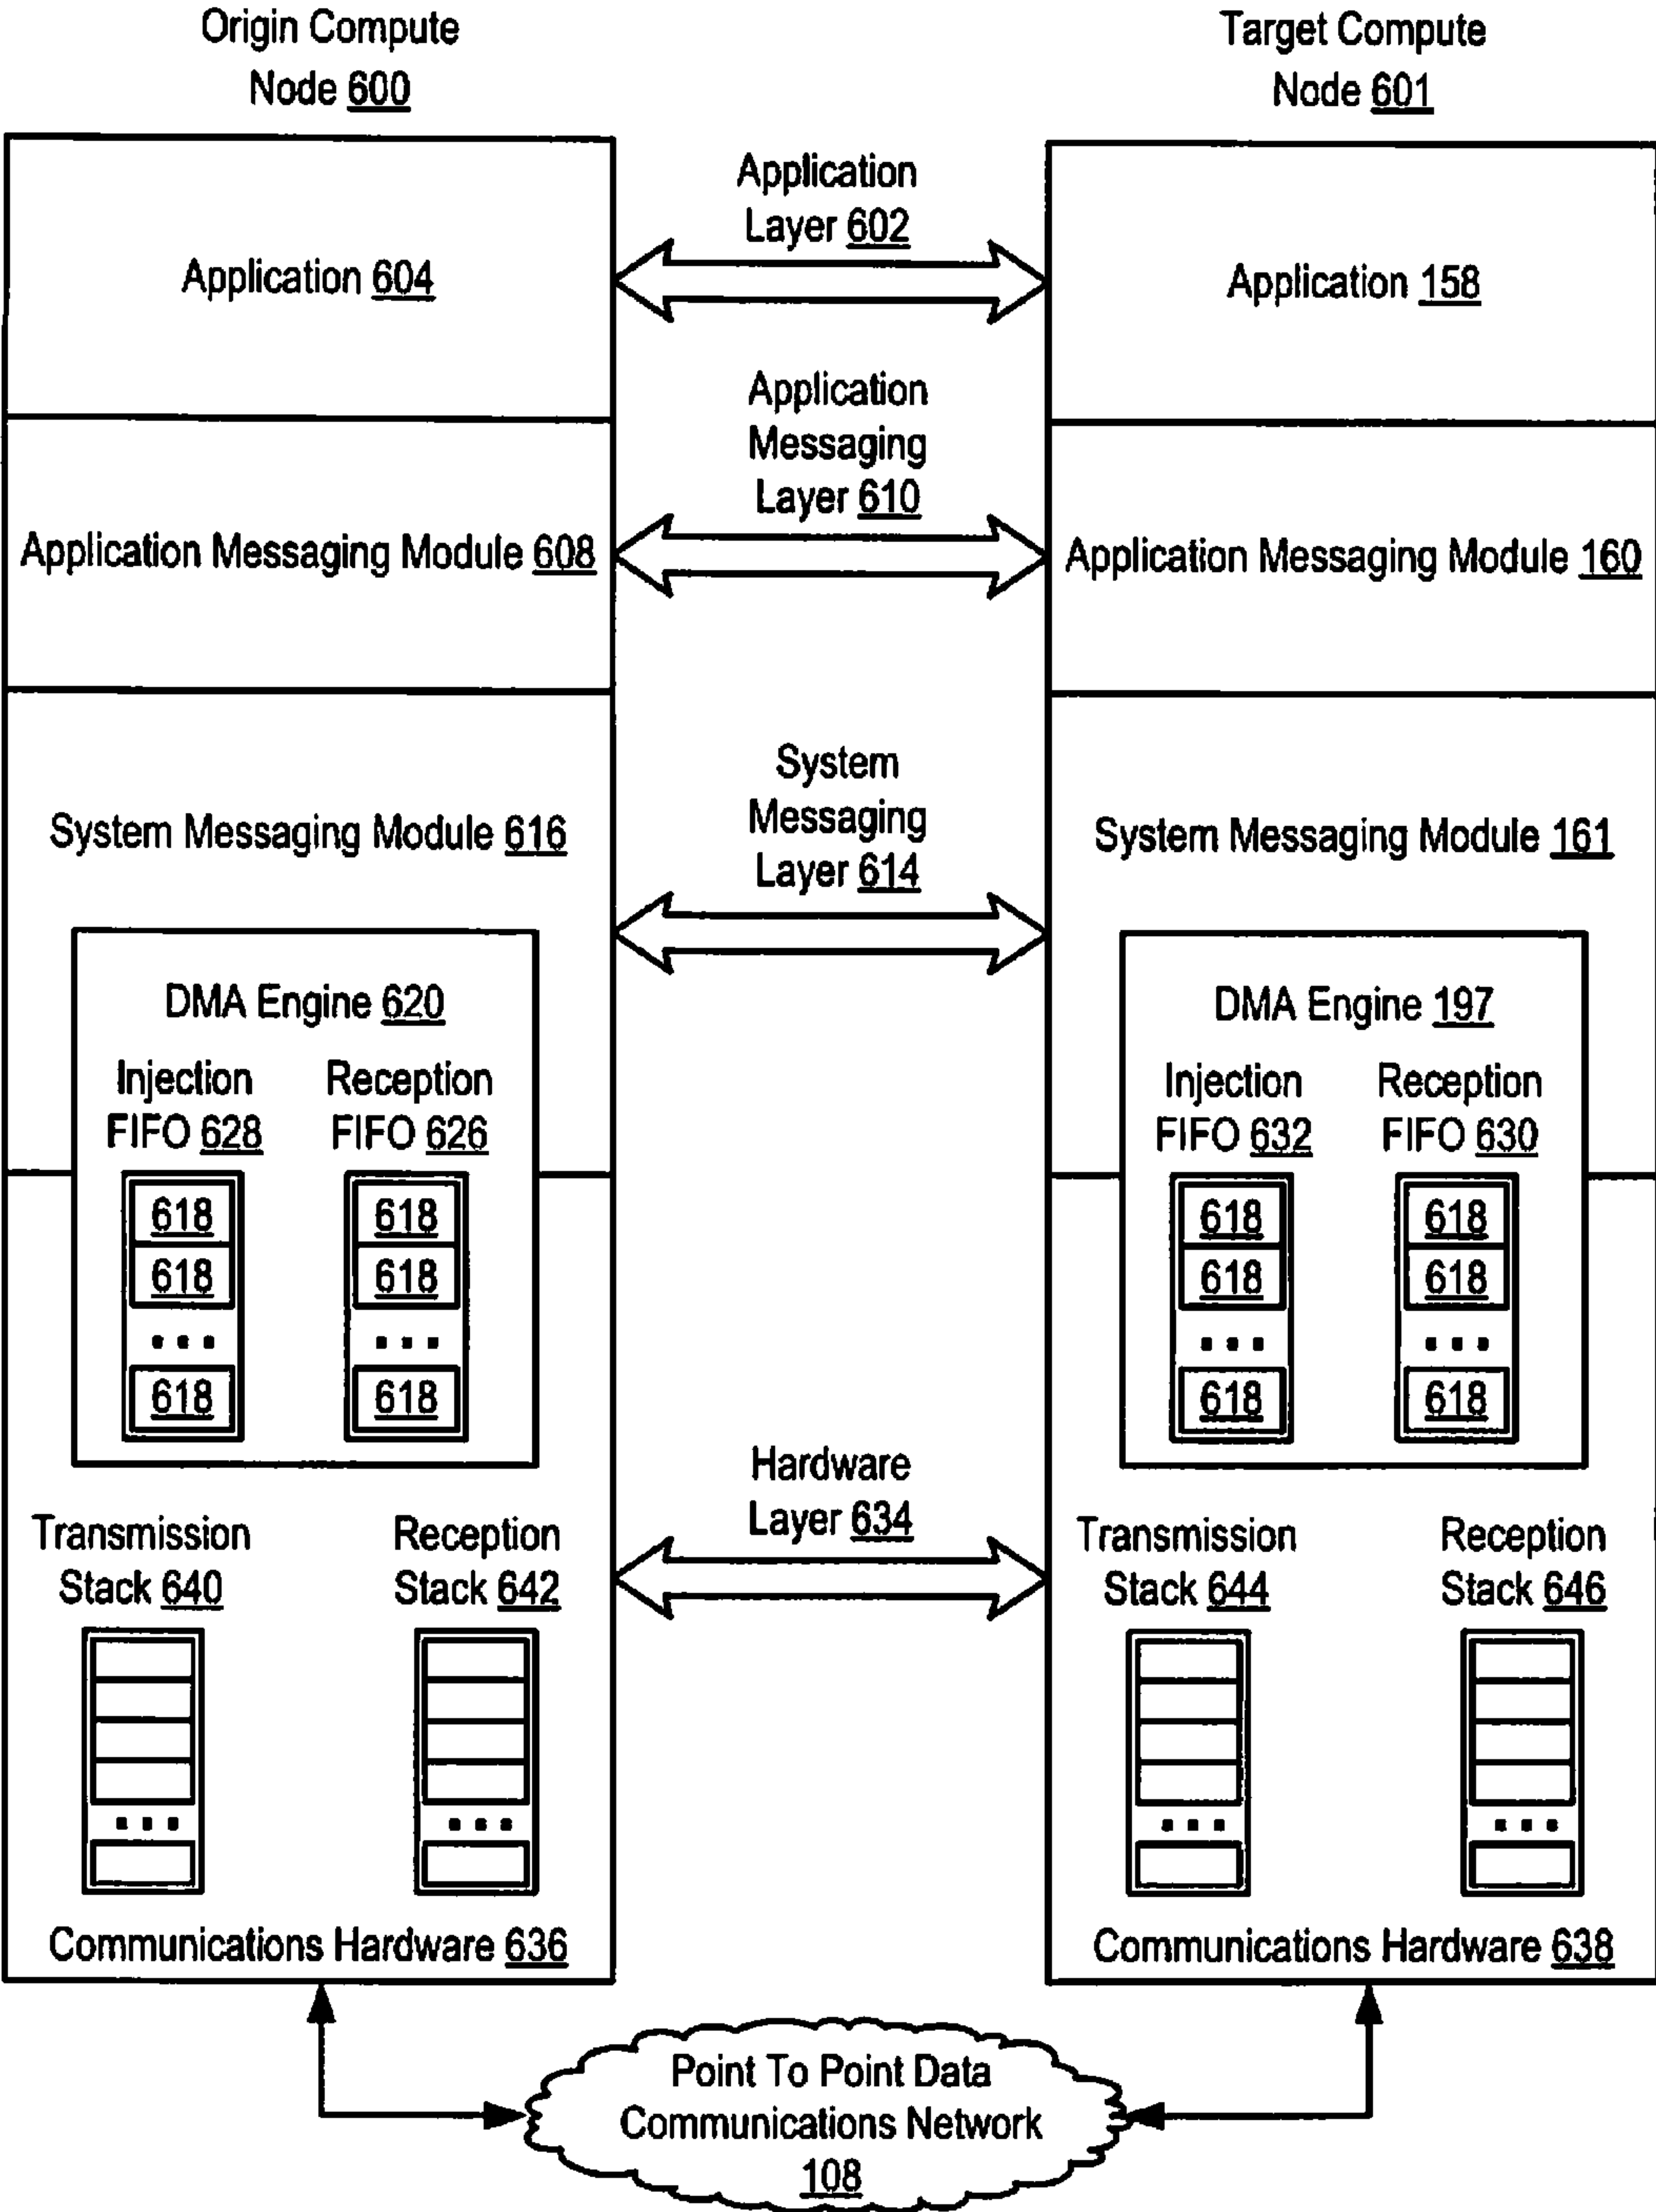 Origin Compute
Node 600
Target Compute
Node 601
Application
Layer 602
Application 604
Application 158
Application
Messaging
Layer 610
Application Messaging Module 608
Application Messaging Module 160
System
Messaging
Layer 614
System Messaging Module 616
System Messaging Module 161
DMA Engine 620
Injection
FIFO 628
Reception
FIFO 626
618
618
...
618
618
618
...
618
DMA Engine 197
Injection
FIFO 632
Reception
FIFO 630
618
618
...
618
618
618
...
618
Hardware
Layer 634
Transmission
Stack 640
Reception
Stack 642
...
...
Transmission
Stack 644
Reception
Stack 646
...
...
Communications Hardware 636
Communications Hardware 638
Point To Point Data
Communications Network
108